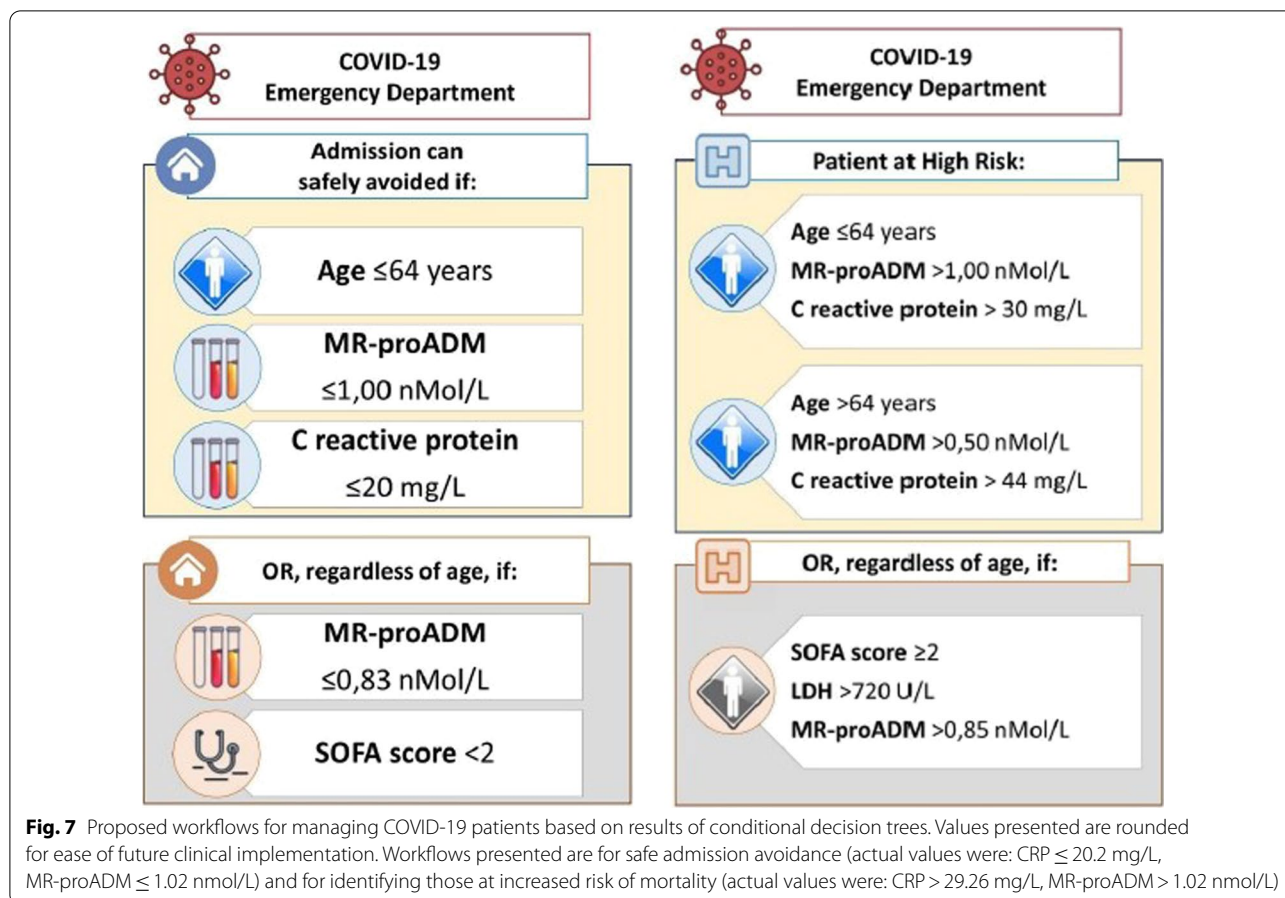 COVID-19
Emergency Department
Admission can
safely avoided if:
Age ≤64 years
MR-proADM
≤1,00 nMol/L
C reactive protein
≤20 mg/L
OR, regardless of age, if:
MR-proADM
≤0,83 nMol/L
SOFA score <2
COVID-19
Emergency Department
Patient at High Risk:
Age ≤64 years
MR-proADM >1,00 nMol/L
C reactive protein > 30 mg/L
Age >64 years
MR-proADM >0,50 nMol/L
C reactive protein > 44 mg/L
OR, regardless of age, if:
SOFA score ≥2
LDH >720 U/L
MR-proADM >0,85 nMol/L
Fig. 7 Proposed workflows for managing COVID-19 patients based on results of conditional decision trees. Values presented are rounded
for ease of future clinical implementation. Workflows presented are for safe admission avoidance (actual values were: CRP ≤ 20.2 mg/L,
MR-proADM ≤ 1.02 nmol/L) and for identifying those at increased risk of mortality (actual values were: CRP > 29.26 mg/L, MR-proADM > 1.02 nmol/L)